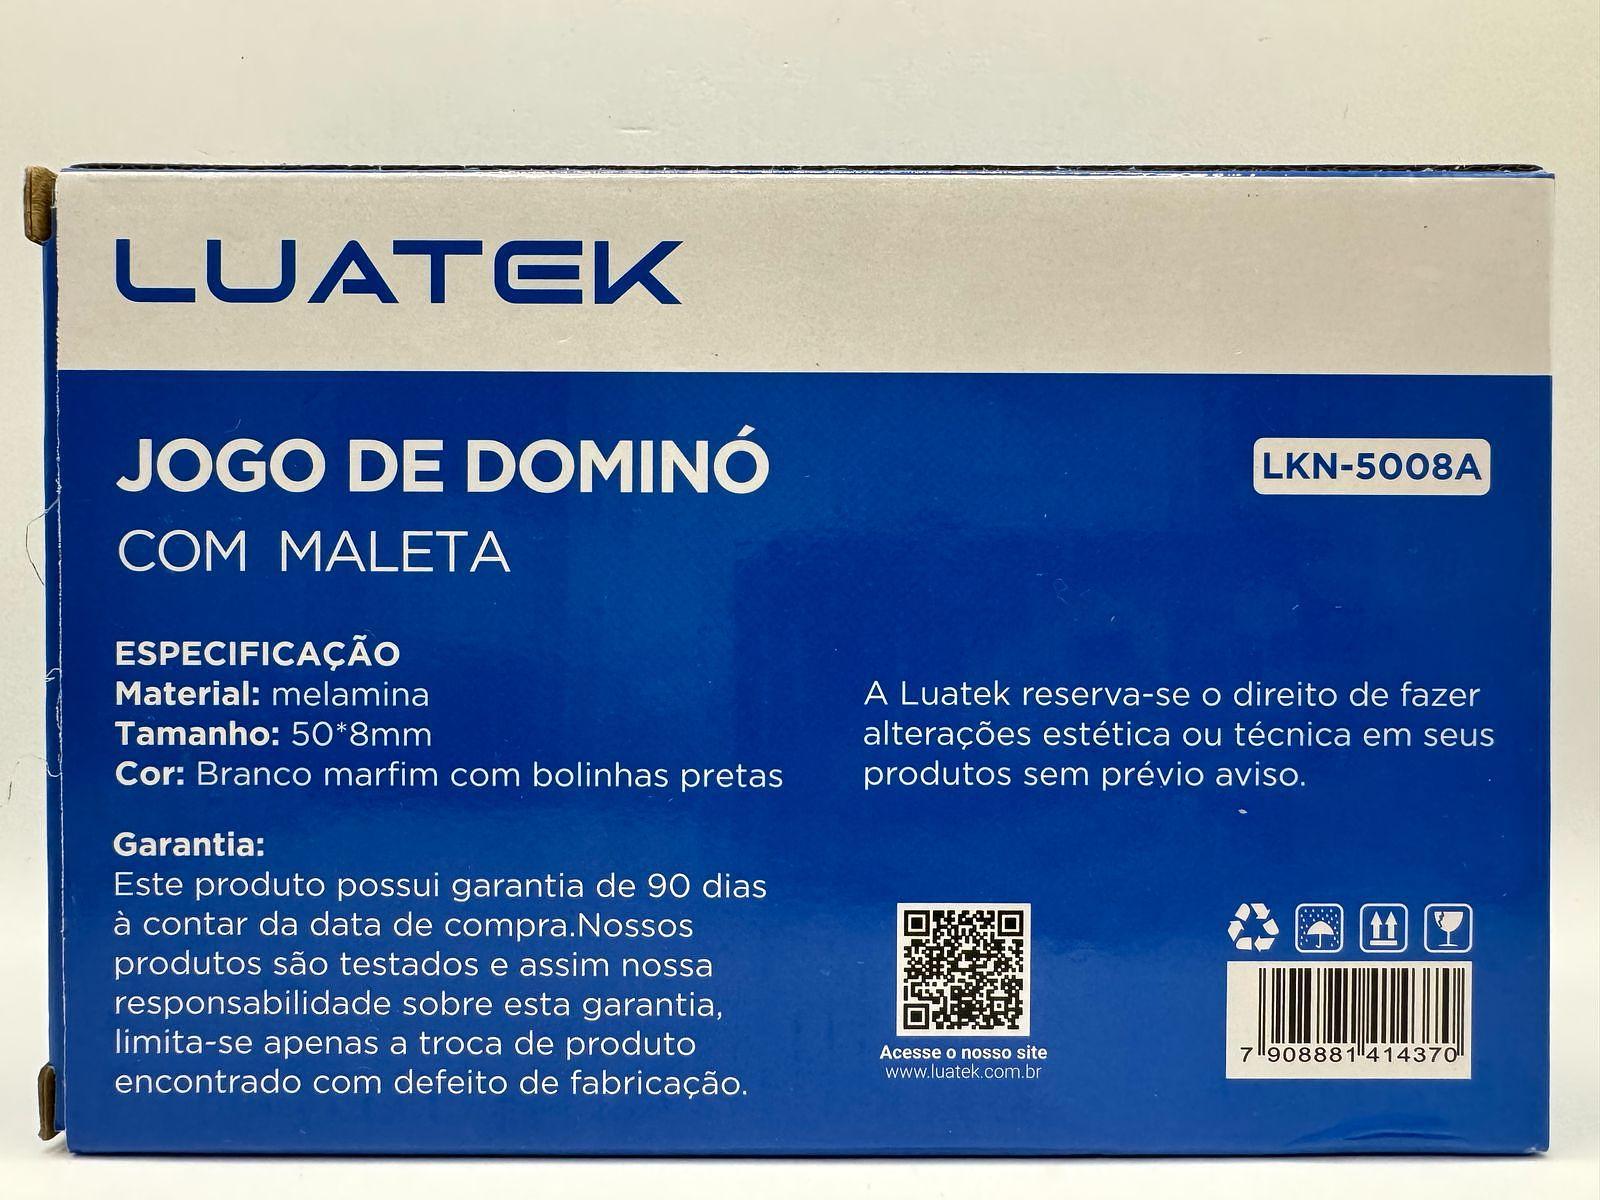 LUATEK
JOGO DE DOMINÓ
COM MALETA
LKN-5008A
ESPECIFICAÇÃO
Material: melamina
Tamanho: 50*8mm
Cor: Branco marfim com bolinhas pretas
Garantia:
Este produto possui garantia de 90 dias
à contar da data de compra.Nossos
produtos são testados e assim nossa
responsabilidade sobre esta garantia,
limita-se apenas a troca de produto
encontrado com defeito de fabricação.
A Luatek reserva-se o direito de fazer
alterações estética ou técnica em seus
produtos sem prévio aviso.
Acesse o nosso site
www.luatek.com.br
7 908881 414370